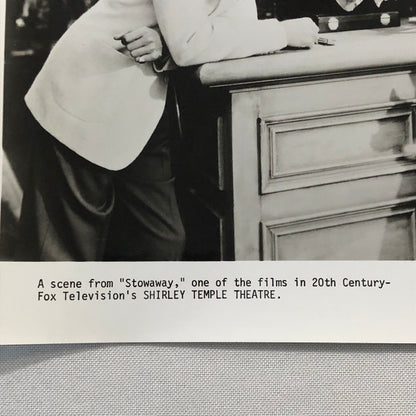 A scene from "Stowaway," one of the films in 20th Century-
Fox Television's SHIRLEY TEMPLE THEATRE.